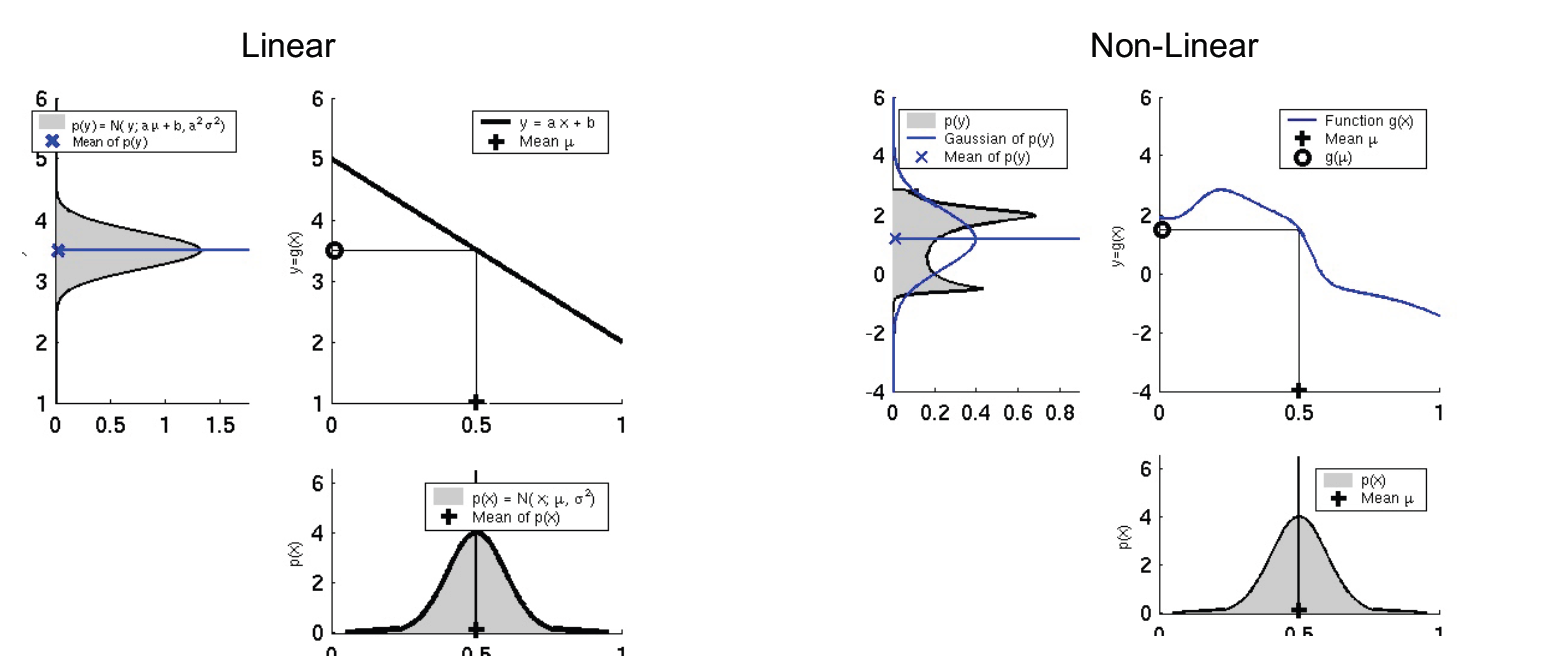 Linear
Non-Linear
6
5
4
3
2
1
0
0.5
1
1.5
p(y) = N( y; a μ + b, a² σ²)
Mean of p(y)
6
5
4
3
2
1
0
0.5
1
y=g(x)
y = a x + b
Mean μ
6
4
2
0
0
0.5
1
p(x)
p(x) = N( x; μ, σ²)
Mean of p(x)
6
4
2
0
-2
-4
0
0.2
0.4
0.6
0.8
p(y)
Gaussian of p(y)
Mean of p(y)
6
4
2
0
-2
-4
0
0.5
1
y=g(x)
Function g(x)
Mean μ
g(μ)
6
4
2
0
0
0.5
1
p(x)
p(x)
Mean μ